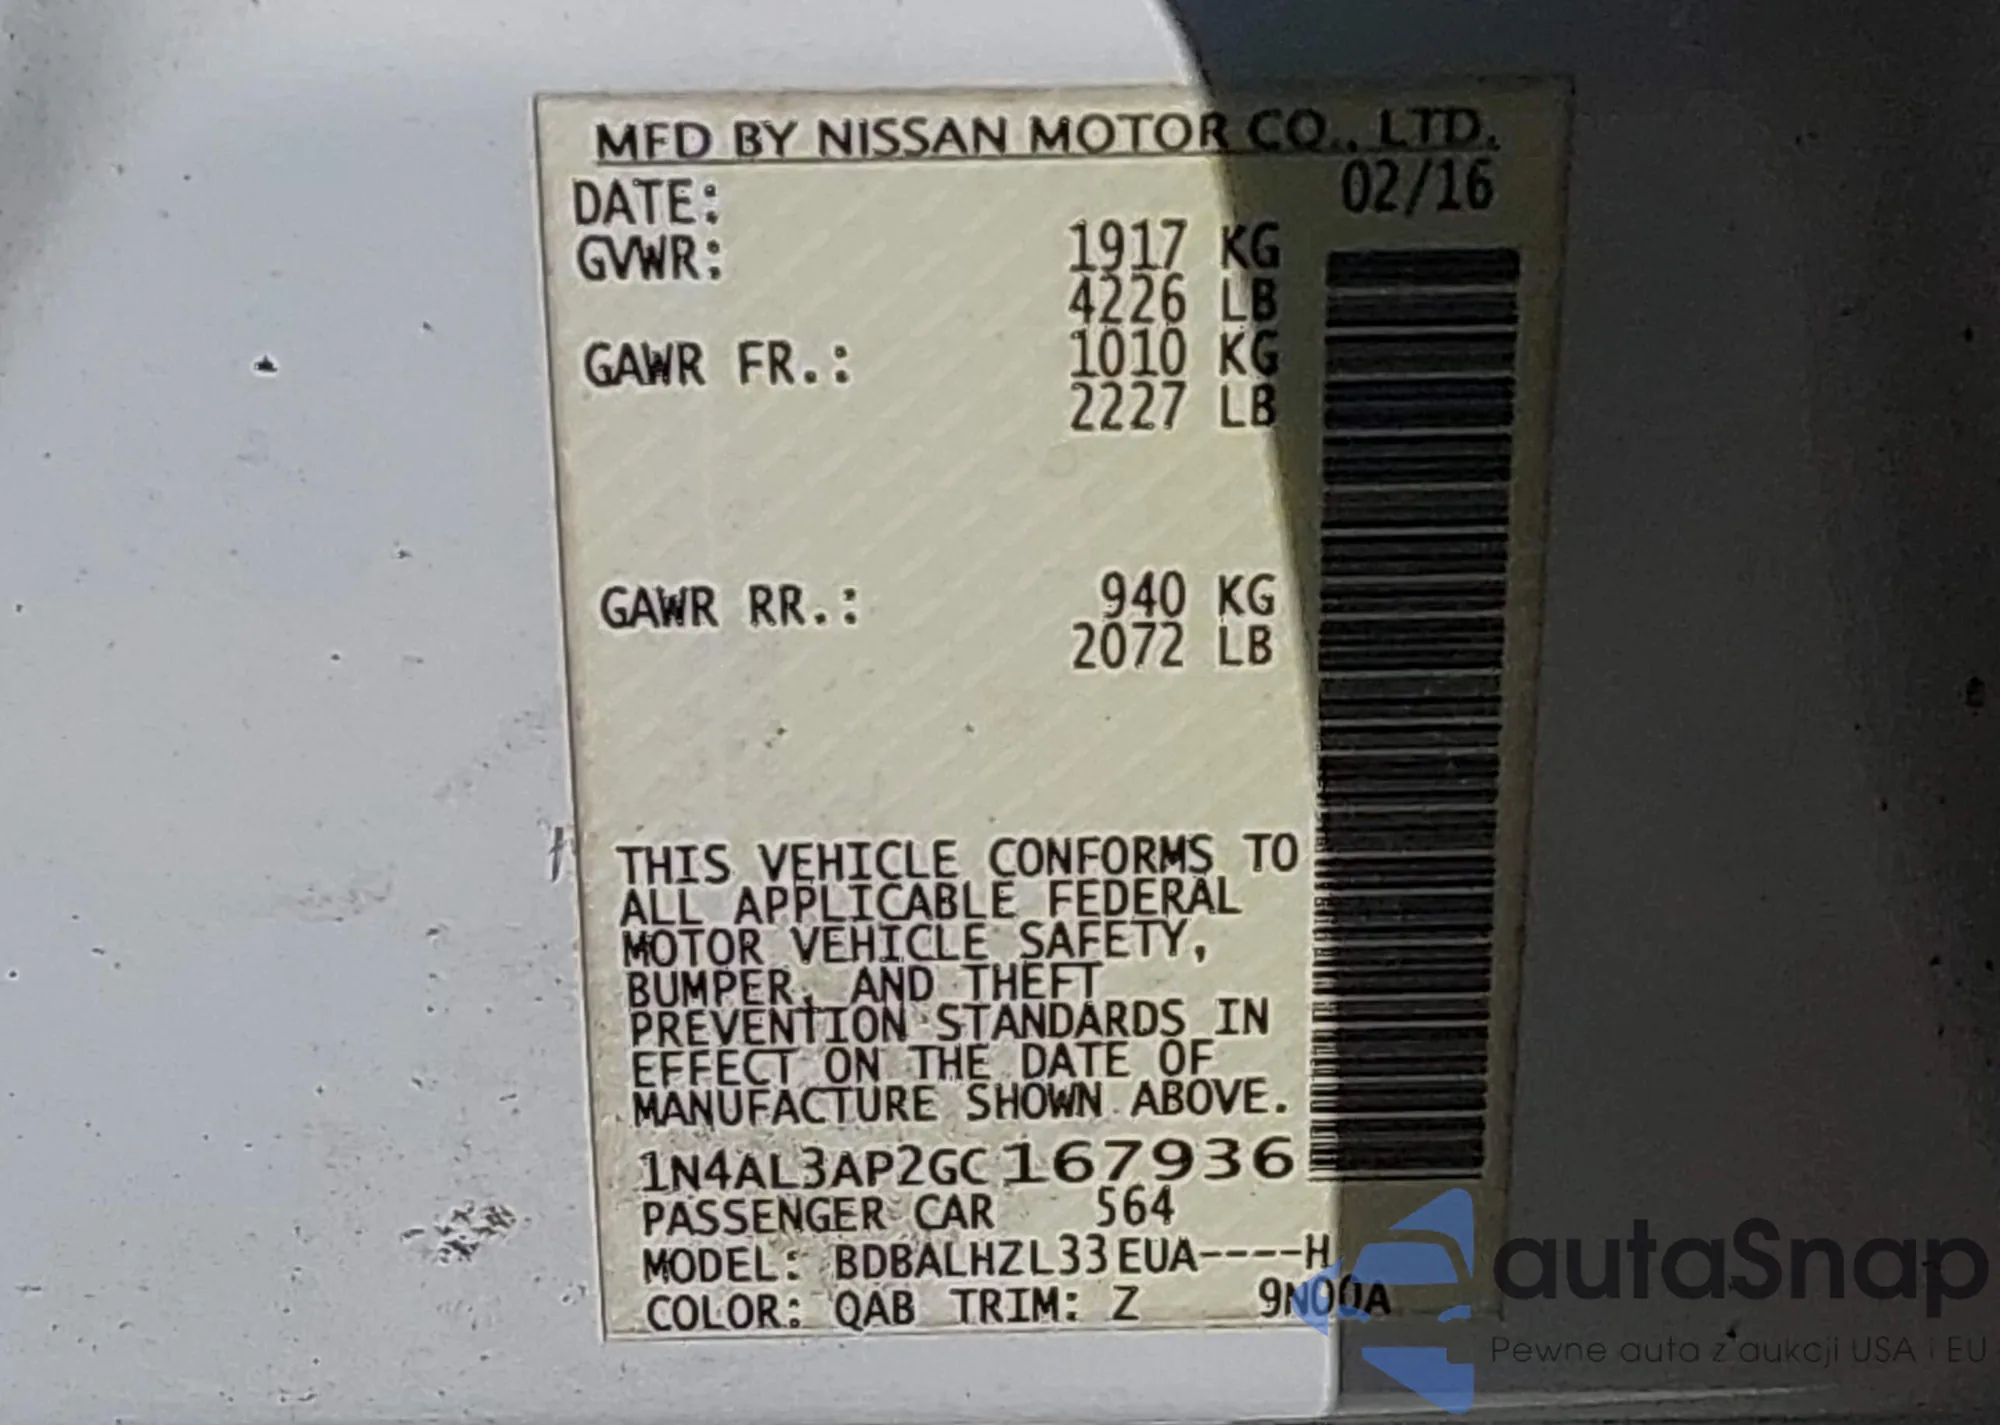 MFD BY NISSAN MOTOR CO., LTD.
DATE: 02/16
GVWR: 1917 KG
4226 LB
GAWR FR.: 1010 KG
2227 LB
GAWR RR.: 940 KG
2072 LB
THIS VEHICLE CONFORMS TO
ALL APPLICABLE FEDERAL
MOTOR VEHICLE SAFETY,
BUMPER, AND THEFT
PREVENTION STANDARDS IN
EFFECT ON THE DATE OF
MANUFACTURE SHOWN ABOVE.
1N4AL3AP2GC167936
PASSENGER CAR 564
MODEL: BDBALHZL33EUA----H
COLOR: QAB TRIM: Z 9N00A
autaSnap
Pewne auta z aukcji USA i EU